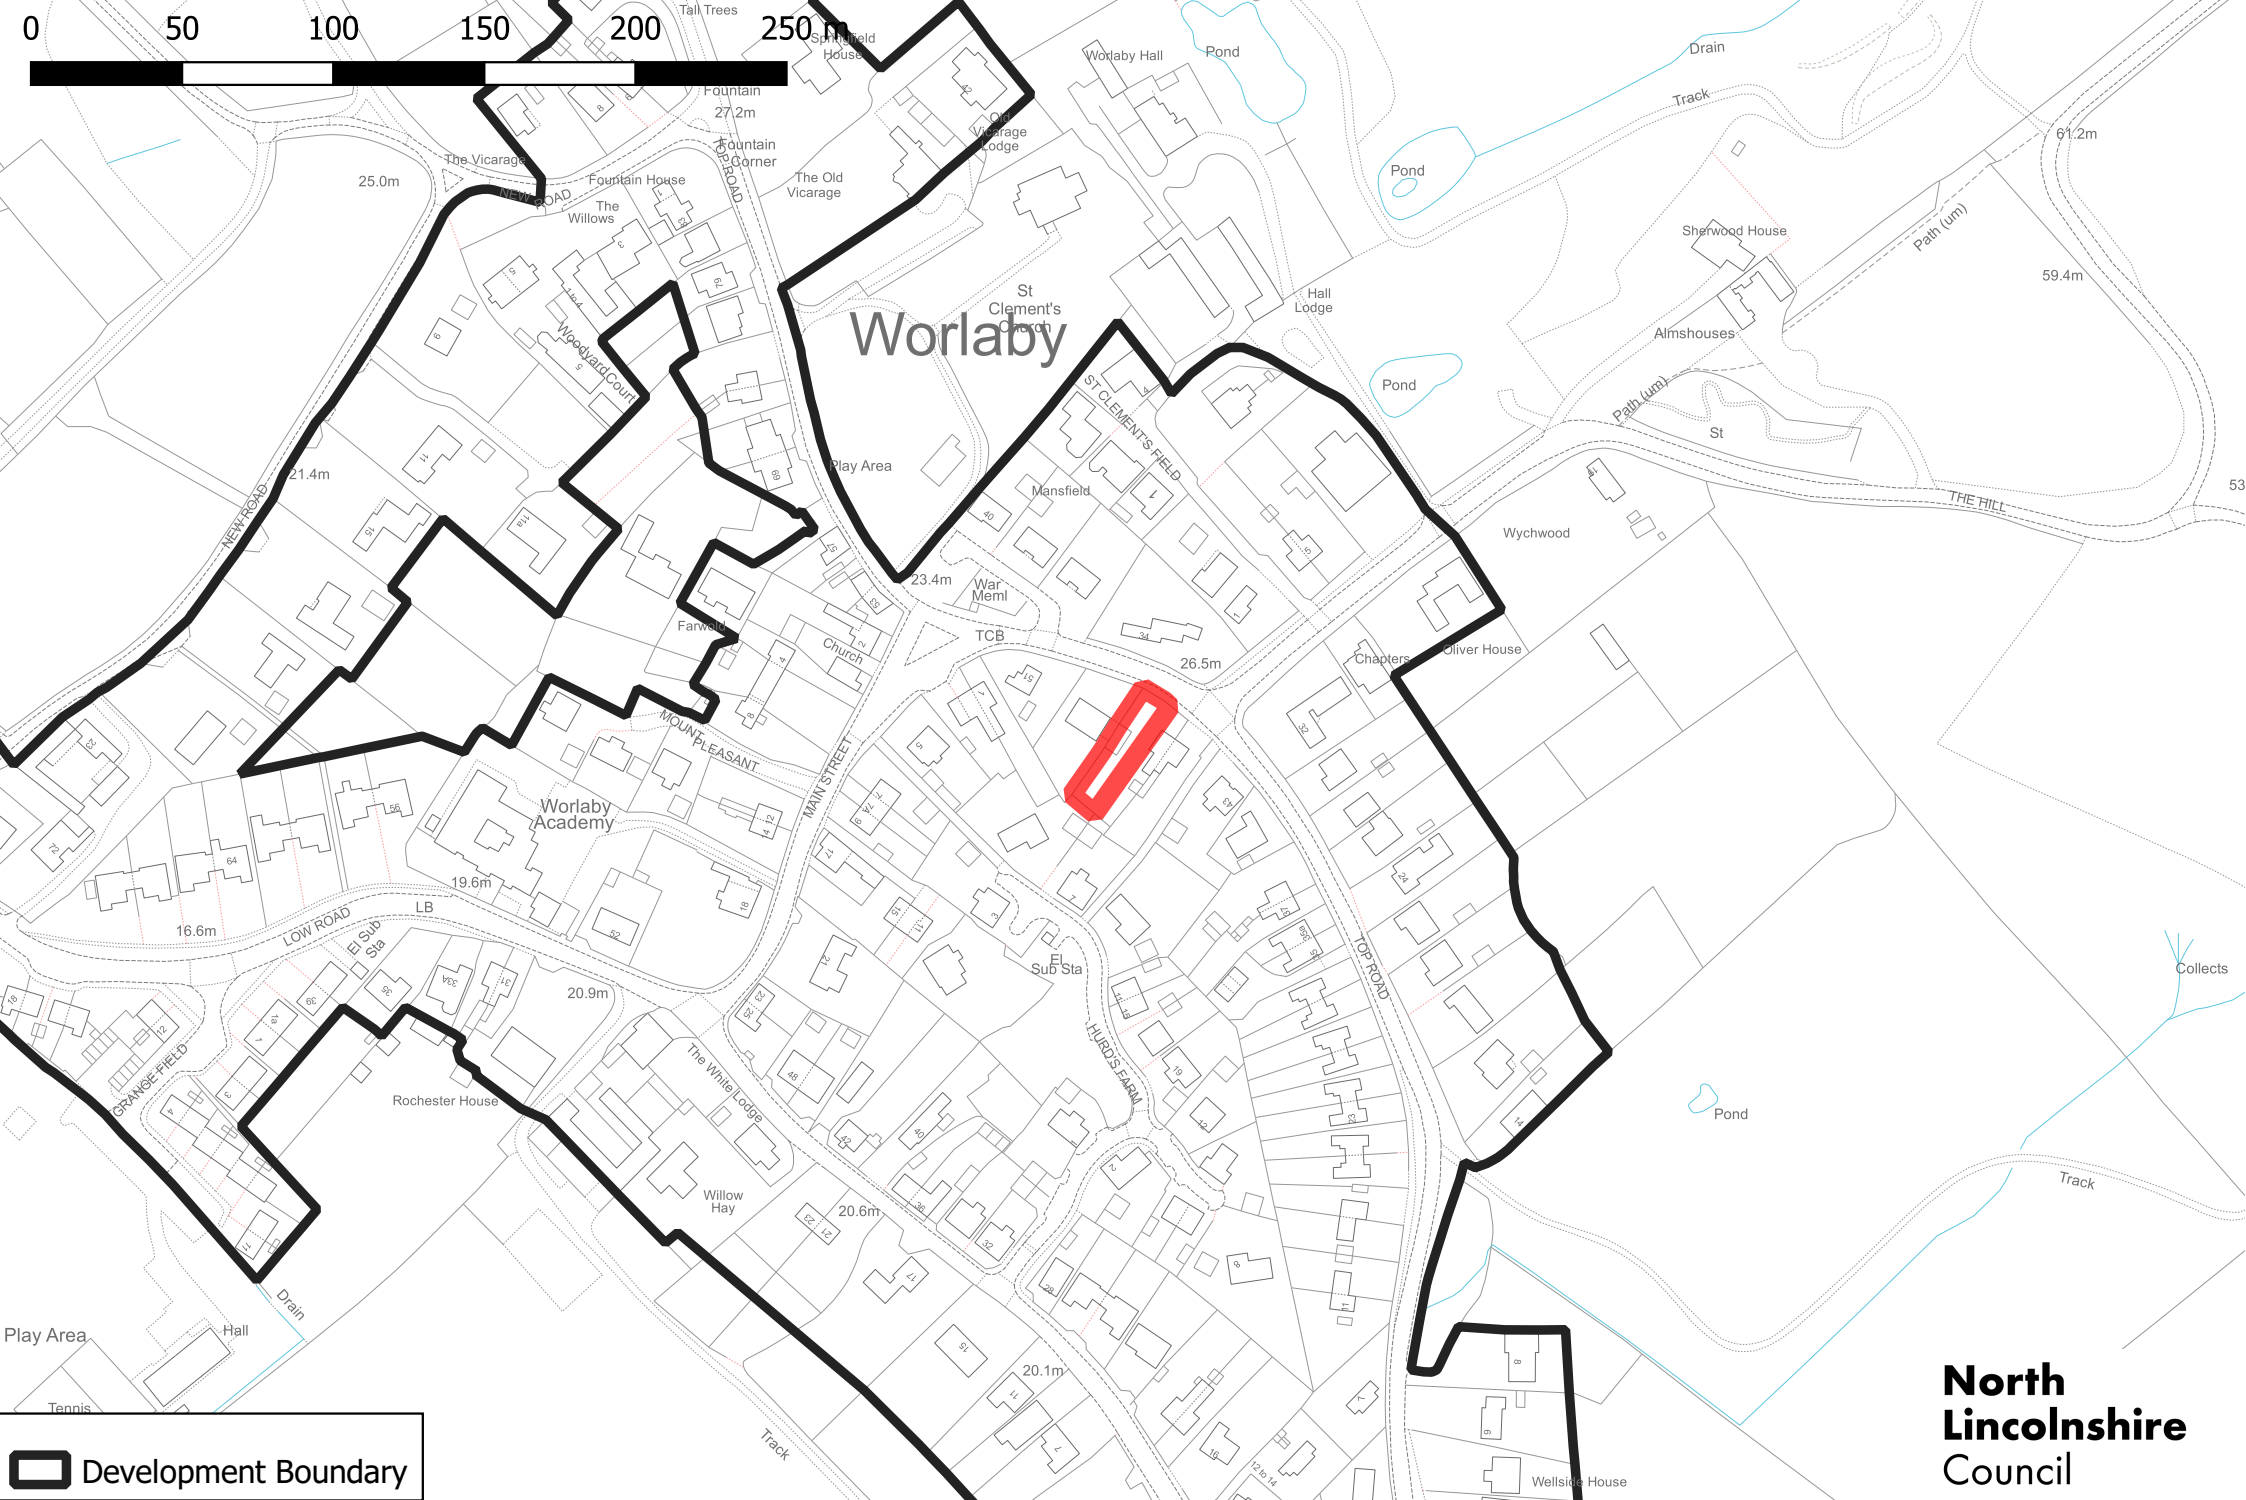 0 50 100 150 200 250 m
Tall Trees
Springfield
House
Worlaby Hall
Pond
Drain
Fountain
27.2m
Fountain
Corner
TOP ROAD
42
Old
Vicarage
Lodge
The Old
Vicarage
Track
61.2m
The Vicarage
25.0m
NEW ROAD
Fountain House
The
Willows
Pond
Sherwood House
Path (um)
59.4m
St
Clement's
Church
Worlaby
Hall
Lodge
Almshouses
Woodyard Court
Pond
Path (um)
St
ST CLEMENT'S FIELD
Play Area
Mansfield
21.4m
NEW ROAD
THE HILL
53
Wychwood
23.4m
War
Meml
TCB
Farwold
Church
26.5m
Chapters
Oliver House
MOUNT PLEASANT
MAIN STREET
Worlaby
Academy
19.6m
LB
LOW ROAD
16.6m
El Sub
Sta
El
Sub Sta
TOP ROAD
Collects
20.9m
HURD'S FARM
GRANGE FIELD
The White Lodge
Rochester House
Pond
Willow
Hay
20.6m
Track
Drain
Play Area
Hall
20.1m
Tennis
Track
12 to 14
Wellside House
Development Boundary
North
Lincolnshire
Council